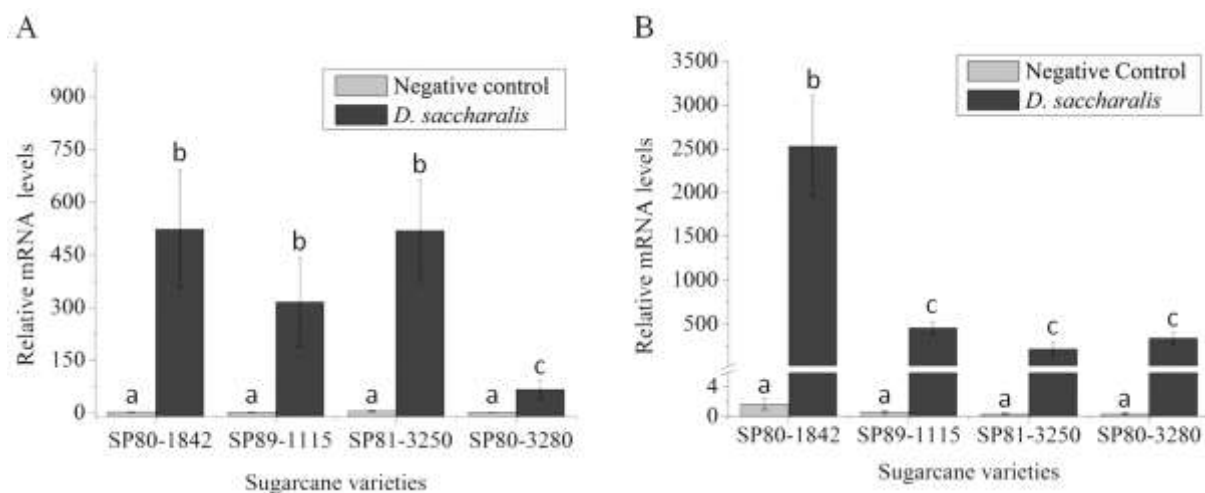 A
Relative mRNA levels
900
750
600
450
300
150
0
Negative control
D. saccharalis
a b a b a b a c
SP80-1842 SP89-1115 SP81-3250 SP80-3280
Sugarcane varieties
B
Relative mRNA levels
3500
3000
2500
2000
1500
1000
500
4
0
Negative Control
D. saccharalis
a b a c a c a c
SP80-1842 SP89-1115 SP81-3250 SP80-3280
Sugarcane varieties